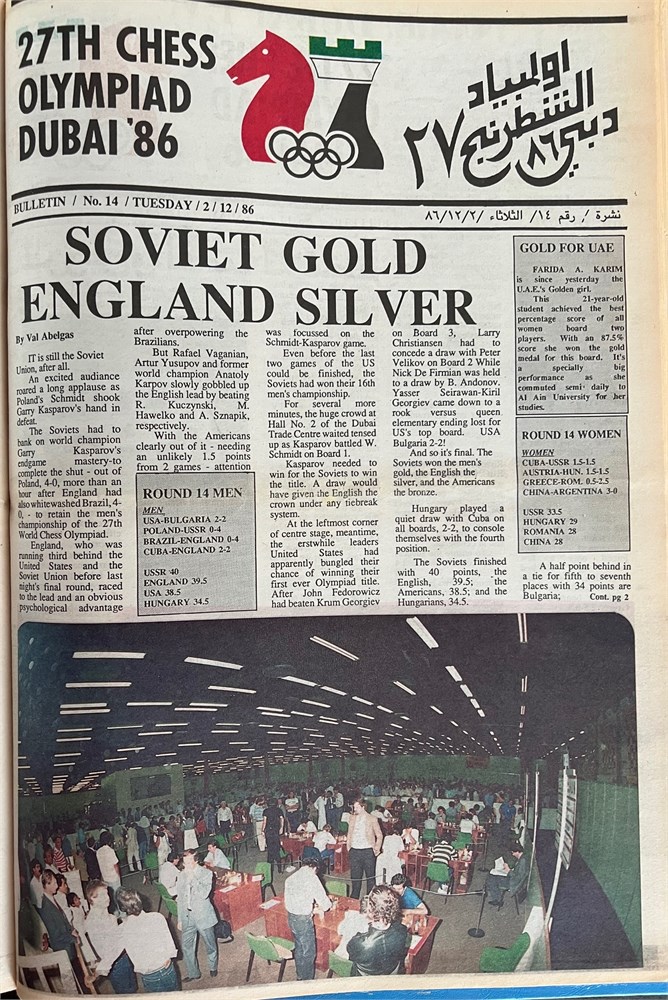 27TH CHESS
OLYMPIAD
DUBAI '86
اولمبياد
الشطرنج ٢٧
دبي ٨٦
BULLETIN / No. 14 / TUESDAY / 2 / 12 / 86
نشرة / رقم ١٤/ الثلاثاء /٨٦/١٢/٢
SOVIET GOLD
ENGLAND SILVER
By Val Abelgas
IT is still the Soviet
Union, after all.
An excited audience
roared a long applause as
Poland's Schmidt shook
Garry Kasparov's hand in
defeat.
The Soviets had to
bank on world champion
Garry Kasparov's
endgame mastery-to
complete the shut - out of
Poland, 4-0, more than an
hour after England had
also whitewashed Brazil, 4-
0, - to retain the men's
championship of the 27th
World Chess Olympiad.
England, who was
running third behind the
United States and the
Soviet Union before last
night's final round, raced
to the lead and an obvious
psychological advantage
after overpowering the
Brazilians.
But Rafael Vaganian,
Artur Yusupov and former
world champion Anatoly
Karpov slowly gobbled up
the English lead by beating
R. Kuczynski, M.
Hawelko and A. Sznapik,
respectively.
With the Americans
clearly out of it - needing
an unlikely 1.5 points
from 2 games - attention
ROUND 14 MEN
MEN
USA-BULGARIA 2-2
POLAND-USSR 0-4
BRAZIL-ENGLAND 0-4
CUBA-ENGLAND 2-2
USSR 40
ENGLAND 39.5
USA 38.5
HUNGARY 34.5
was focussed on the
Schmidt-Kasparov game.
Even before the last
two games of the US
could be finished, the
Soviets had won their 16th
men's championship.
For several more
minutes, the huge crowd at
Hall No. 2 of the Dubai
Trade Centre waited tensed
up as Kasparov battled W.
Schmidt on Board 1.
Kasparov needed to
win for the Soviets to win
the title. A draw would
have given the English the
crown under any tiebreak
system.
At the leftmost corner
of centre stage, meantime,
the erstwhile leaders
United States had
apparently bungled their
chance of winning their
first ever Olympiad title.
After John Fedorowicz
had beaten Krum Georgiev
on Board 3, Larry
Christiansen had to
concede a draw with Peter
Velikov on Board 2 While
Nick De Firmian was held
to a draw by B. Andonov.
Yasser Seirawan-Kiril
Georgiev came down to a
rook versus queen
elementary ending lost for
US's top board. USA
Bulgaria 2-2!
And so it's final. The
Soviets won the men's
gold, the English the
silver, and the Americans
the bronze.
Hungary played a
quiet draw with Cuba on
all boards, 2-2, to console
themselves with the fourth
position.
The Soviets finished
with 40 points, the
English, 39.5; the
Americans, 38.5; and the
Hungarians, 34.5.
GOLD FOR UAE
FARIDA A. KARIM
is since yesterday the
U.A.E.'s Golden girl.
This 21-year-old
student achieved the best
percentage score of all
women board two
players. With an 87.5%
score she won the gold
medal for this board. It's
a specially big
performance as she
commuted semi- daily to
Al Ain University for her
studies.
ROUND 14 WOMEN
WOMEN
CUBA-USSR 1.5-1.5
AUSTRIA-HUN. 1.5-1.5
GREECE-ROM. 0.5-2.5
CHINA-ARGENTINA 3-0
USSR 33.5
HUNGARY 29
ROMANIA 28
CHINA 28
A half point behind in
a tie for fifth to seventh
places with 34 points are
Bulgaria; Cont. pg 2